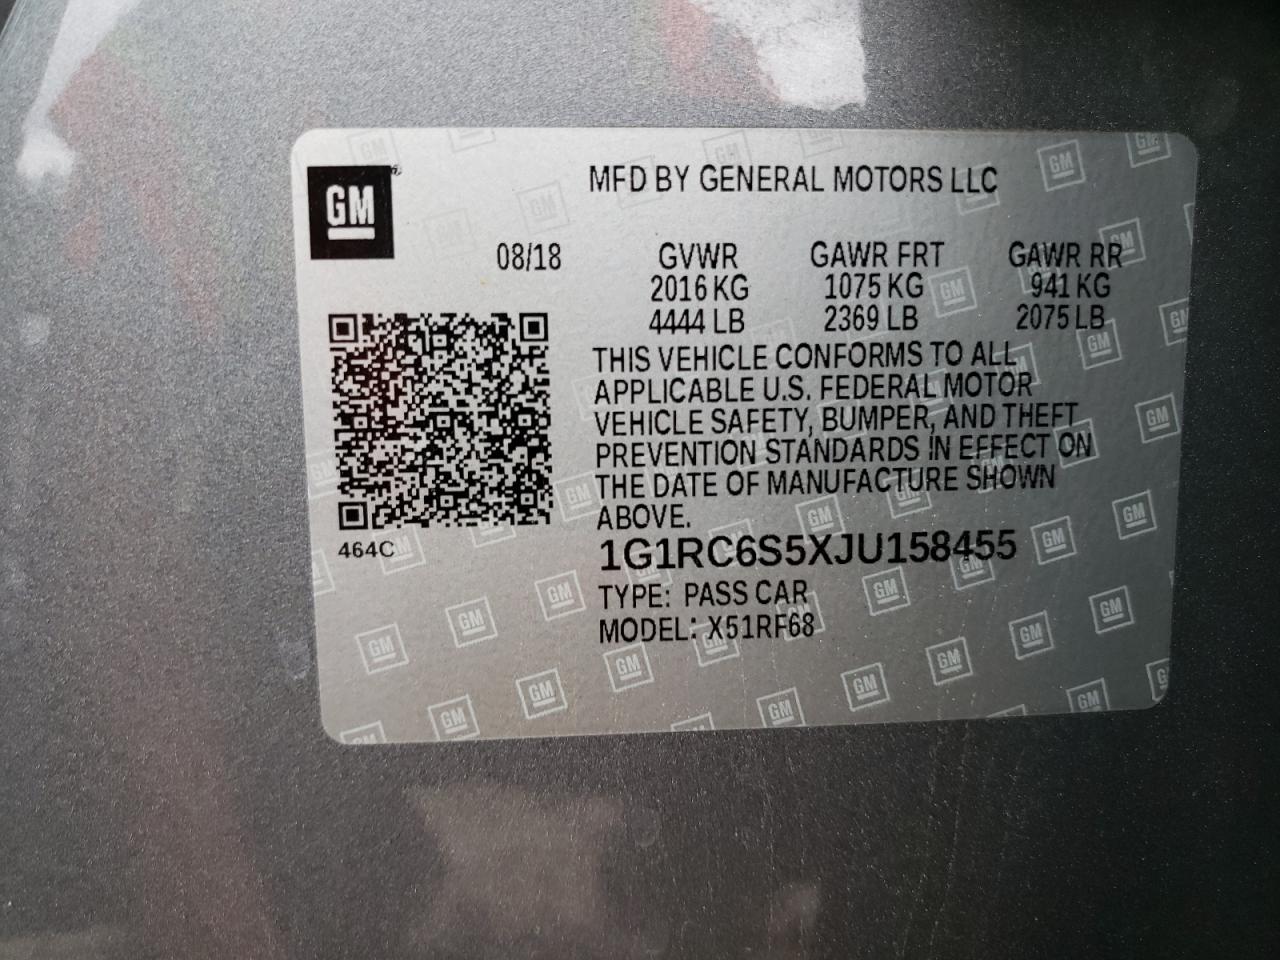 GM
MFD BY GENERAL MOTORS LLC
08/18 GVWR GAWR FRT GAWR RR
2016 KG 1075 KG 941 KG
4444 LB 2369 LB 2075 LB
THIS VEHICLE CONFORMS TO ALL
APPLICABLE U.S. FEDERAL MOTOR
VEHICLE SAFETY, BUMPER, AND THEFT
PREVENTION STANDARDS IN EFFECT ON
THE DATE OF MANUFACTURE SHOWN
ABOVE.
464C
1G1RC6S5XJU158455
TYPE: PASS CAR
MODEL: X51RF68